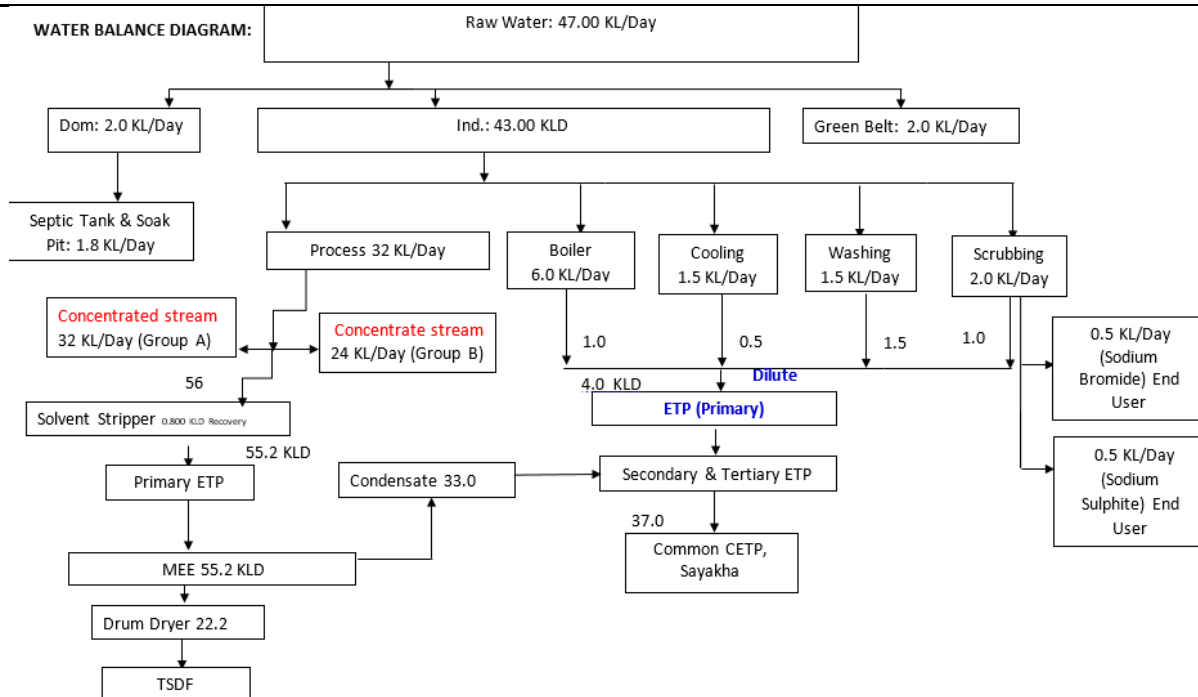 WATER BALANCE DIAGRAM:
Raw Water: 47.00 KL/Day
Dom: 2.0 KL/Day
Ind.: 43.00 KLD
Green Belt: 2.0 KL/Day
Septic Tank & Soak
Pit: 1.8 KL/Day
Process 32 KL/Day
Boiler
6.0 KL/Day
Cooling
1.5 KL/Day
Washing
1.5 KL/Day
Scrubbing
2.0 KL/Day
Concentrated stream
32 KL/Day (Group A)
Concentrate stream
24 KL/Day (Group B)
1.0
0.5
1.5
1.0
0.5 KL/Day
(Sodium
Bromide) End
User
56
4.0 KLD
Dilute
Solvent Stripper 0.800 KLD Recovery
ETP (Primary)
55.2 KLD
Primary ETP
Condensate 33.0
Secondary & Tertiary ETP
0.5 KL/Day
(Sodium
Sulphite) End
User
37.0
Common CETP,
Sayakha
MEE 55.2 KLD
Drum Dryer 22.2
TSDF